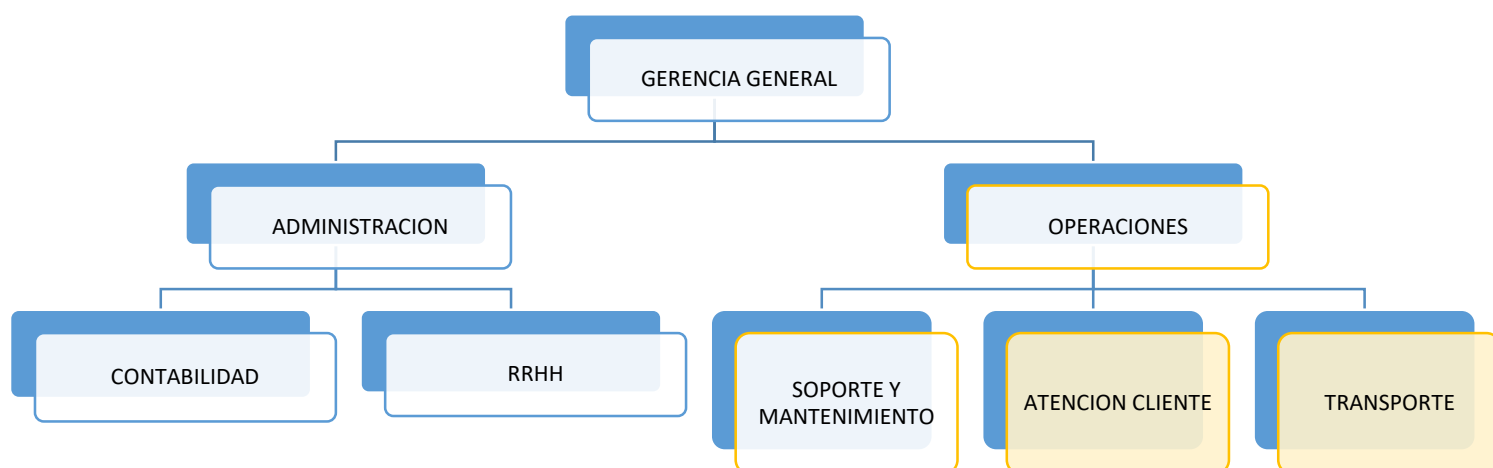 GERENCIA GENERAL
ADMINISTRACION
OPERACIONES
CONTABILIDAD
RRHH
SOPORTE Y
MANTENIMIENTO
ATENCION CLIENTE
TRANSPORTE